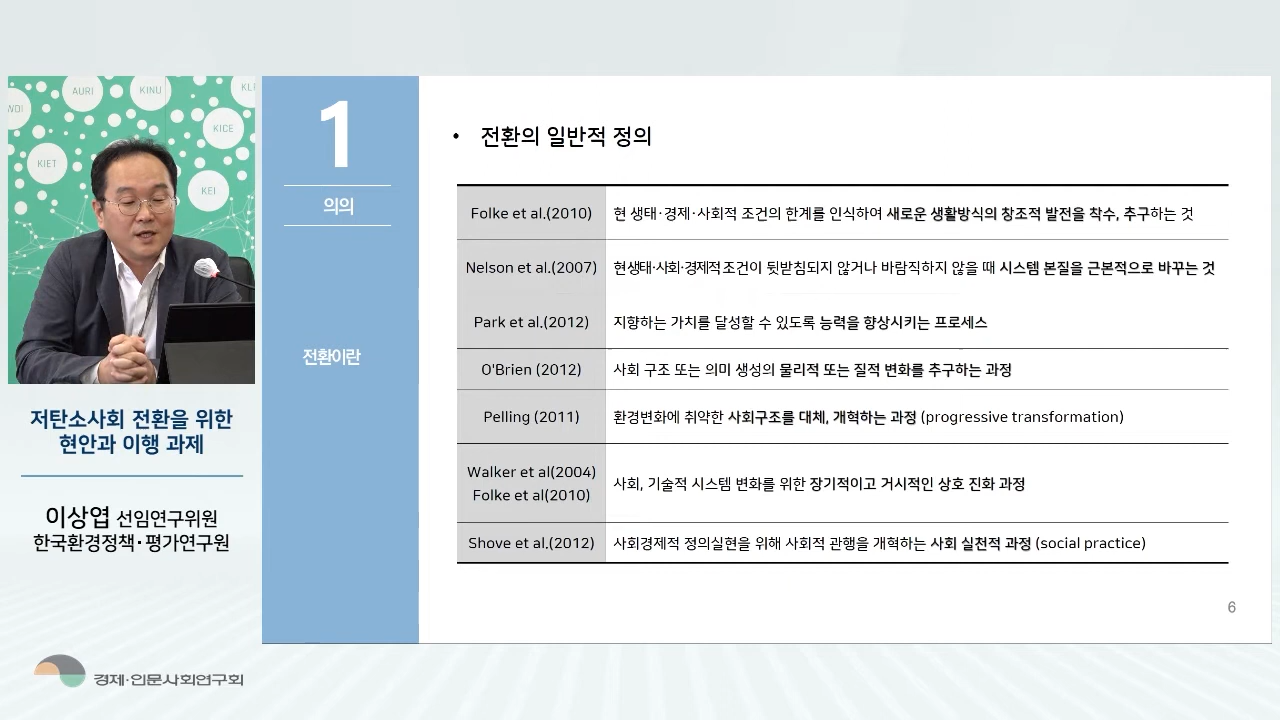 WDI
AURI
KINU
KL
KICE
KIET
KEI
저탄소사회 전환을 위한
현안과 이행 과제
이상엽 선임연구위원
한국환경정책·평가연구원
경제·인문사회연구회
1
의의
전환이란
• 전환의 일반적 정의
Folke et al.(2010) 현 생태·경제·사회적 조건의 한계를 인식하여 새로운 생활방식의 창조적 발전을 착수, 추구하는 것
Nelson et al.(2007) 현생태·사회·경제적조건이 뒷받침되지 않거나 바람직하지 않을 때 시스템 본질을 근본적으로 바꾸는 것
Park et al.(2012) 지향하는 가치를 달성할 수 있도록 능력을 향상시키는 프로세스
O'Brien (2012) 사회 구조 또는 의미 생성의 물리적 또는 질적 변화를 추구하는 과정
Pelling (2011) 환경변화에 취약한 사회구조를 대체, 개혁하는 과정 (progressive transformation)
Walker et al(2004)
Folke et al(2010) 사회, 기술적 시스템 변화를 위한 장기적이고 거시적인 상호 진화 과정
Shove et al.(2012) 사회경제적 정의실현을 위해 사회적 관행을 개혁하는 사회 실천적 과정 (social practice)
6